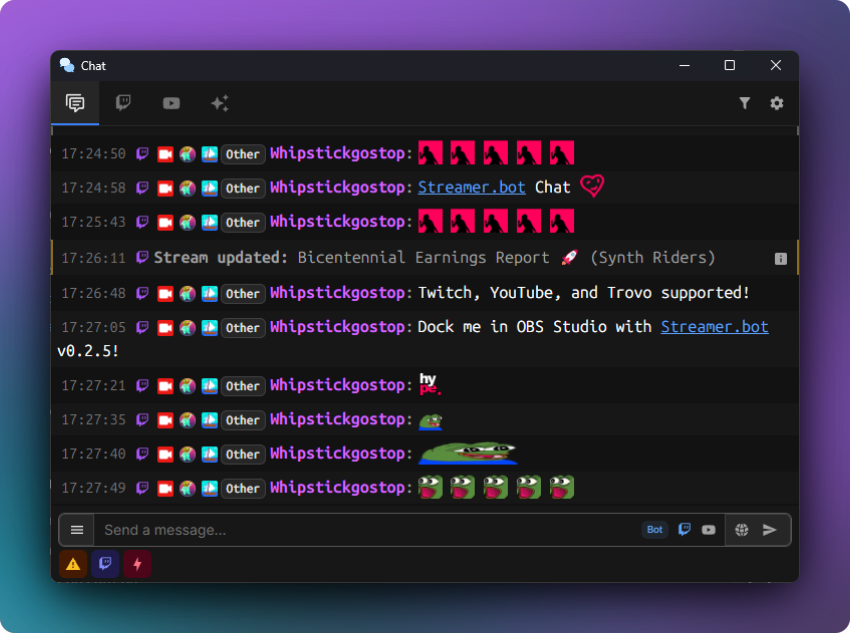 Chat
17:24:50 Other Whipstickgostop:
17:24:58 Other Whipstickgostop: Streamer.bot Chat
17:25:43 Other Whipstickgostop:
17:26:11 Stream updated: Bicentennial Earnings Report 🚀 (Synth Riders)
17:26:48 Other Whipstickgostop: Twitch, YouTube, and Trovo supported!
17:27:05 Other Whipstickgostop: Dock me in OBS Studio with Streamer.bot
v0.2.5!
17:27:21 Other Whipstickgostop: hype.
17:27:35 Other Whipstickgostop:
17:27:40 Other Whipstickgostop:
17:27:49 Other Whipstickgostop:
Send a message... Bot